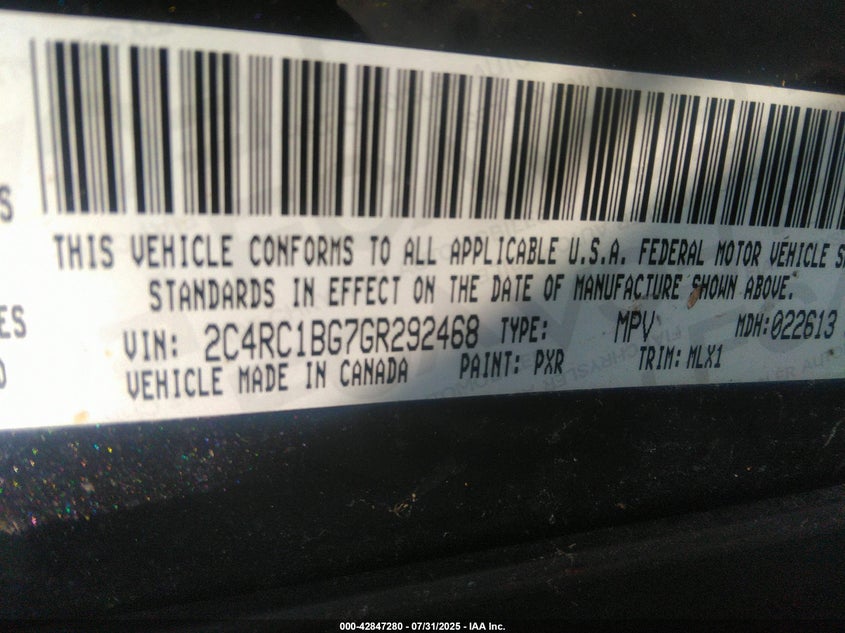 S
THIS VEHICLE CONFORMS TO ALL APPLICABLE U.S.A. FEDERAL MOTOR VEHICLE
STANDARDS IN EFFECT ON THE DATE OF MANUFACTURE SHOWN ABOVE.
ES
VIN: 2C4RC1BG7GR292468 TYPE: MPV MDH:022613
VEHICLE MADE IN CANADA PAINT: PXR TRIM: MLX1
000-42847280 - 07/31/2025 - IAA Inc.